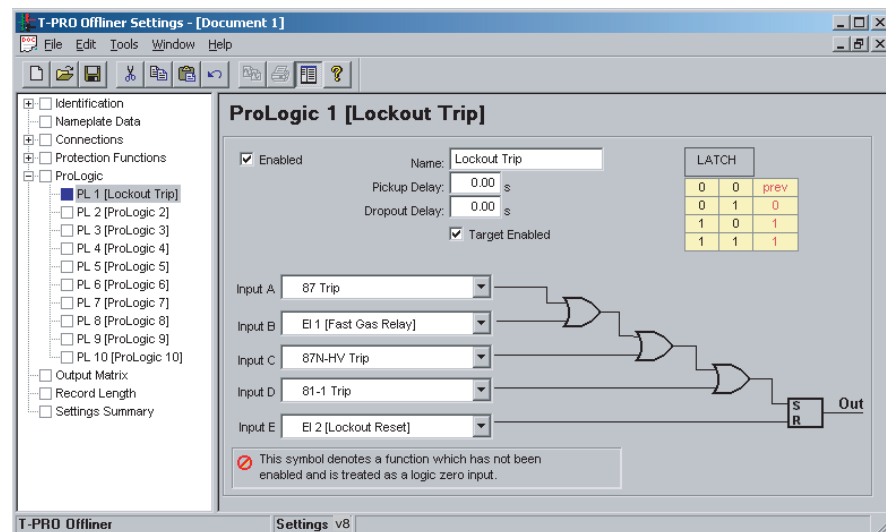 T-PRO Offliner Settings - [Document 1]
File Edit Tools Window Help
Identification
Nameplate Data
Connections
Protection Functions
ProLogic
PL 1 [Lockout Trip]
PL 2 [ProLogic 2]
PL 3 [ProLogic 3]
PL 4 [ProLogic 4]
PL 5 [ProLogic 5]
PL 6 [ProLogic 6]
PL 7 [ProLogic 7]
PL 8 [ProLogic 8]
PL 9 [ProLogic 9]
PL 10 [ProLogic 10]
Output Matrix
Record Length
Settings Summary
ProLogic 1 [Lockout Trip]
Enabled
Name: Lockout Trip
Pickup Delay: 0.00 s
Dropout Delay: 0.00 s
Target Enabled
LATCH
0 0 prev
0 1 0
1 0 1
1 1 1
Input A 87 Trip
Input B EI 1 [Fast Gas Relay]
Input C 87N-HV Trip
Input D 81-1 Trip
Input E EI 2 [Lockout Reset]
S
R
Out
This symbol denotes a function which has not been
enabled and is treated as a logic zero input.
T-PRO Offliner Settings v8